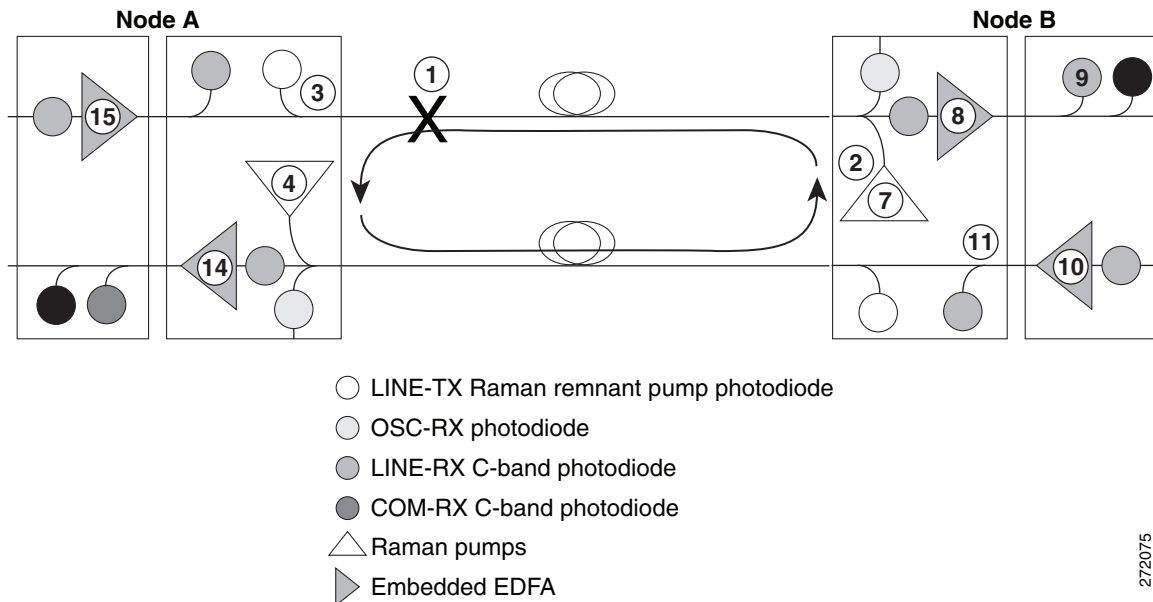 Node A
Node B
1
3
15
9
8
2
4
7
11
14
10
LINE-TX Raman remnant pump photodiode
OSC-RX photodiode
LINE-RX C-band photodiode
COM-RX C-band photodiode
Raman pumps
Embedded EDFA
272075